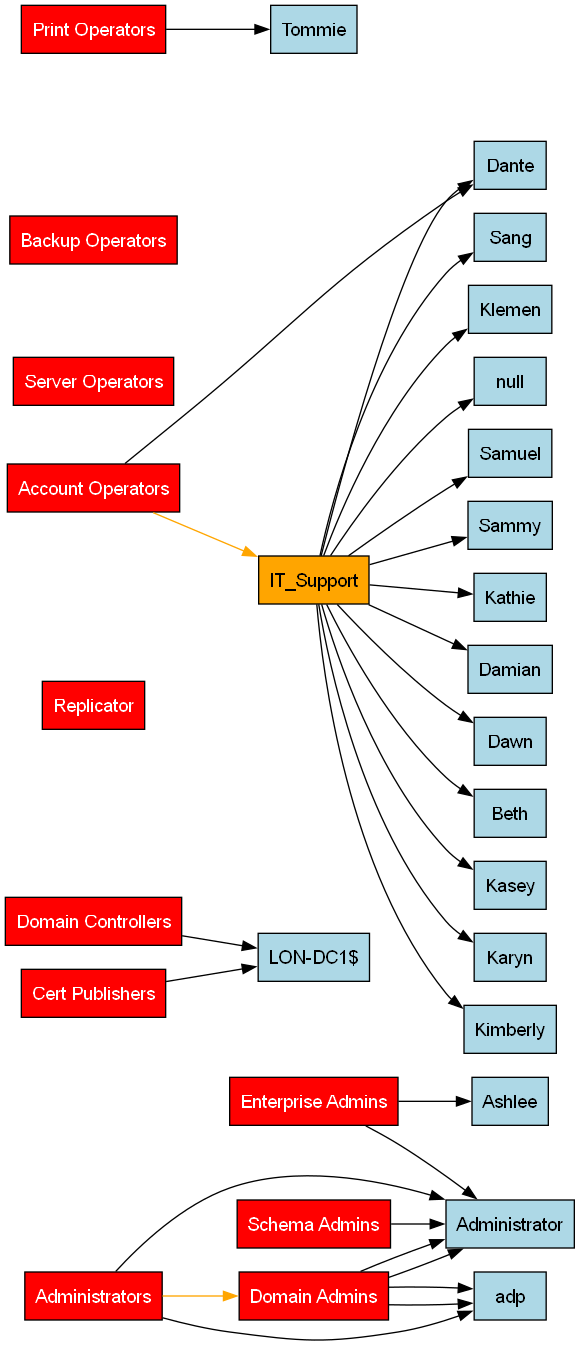 Print Operators
Tommie
Dante
Backup Operators
Sang
Klemen
Server Operators
null
Samuel
Account Operators
Sammy
IT_Support
Kathie
Damian
Replicator
Dawn
Beth
Kasey
Domain Controllers
LON-DC1$
Karyn
Cert Publishers
Kimberly
Enterprise Admins
Ashlee
Schema Admins
Administrator
Administrators
Domain Admins
adp